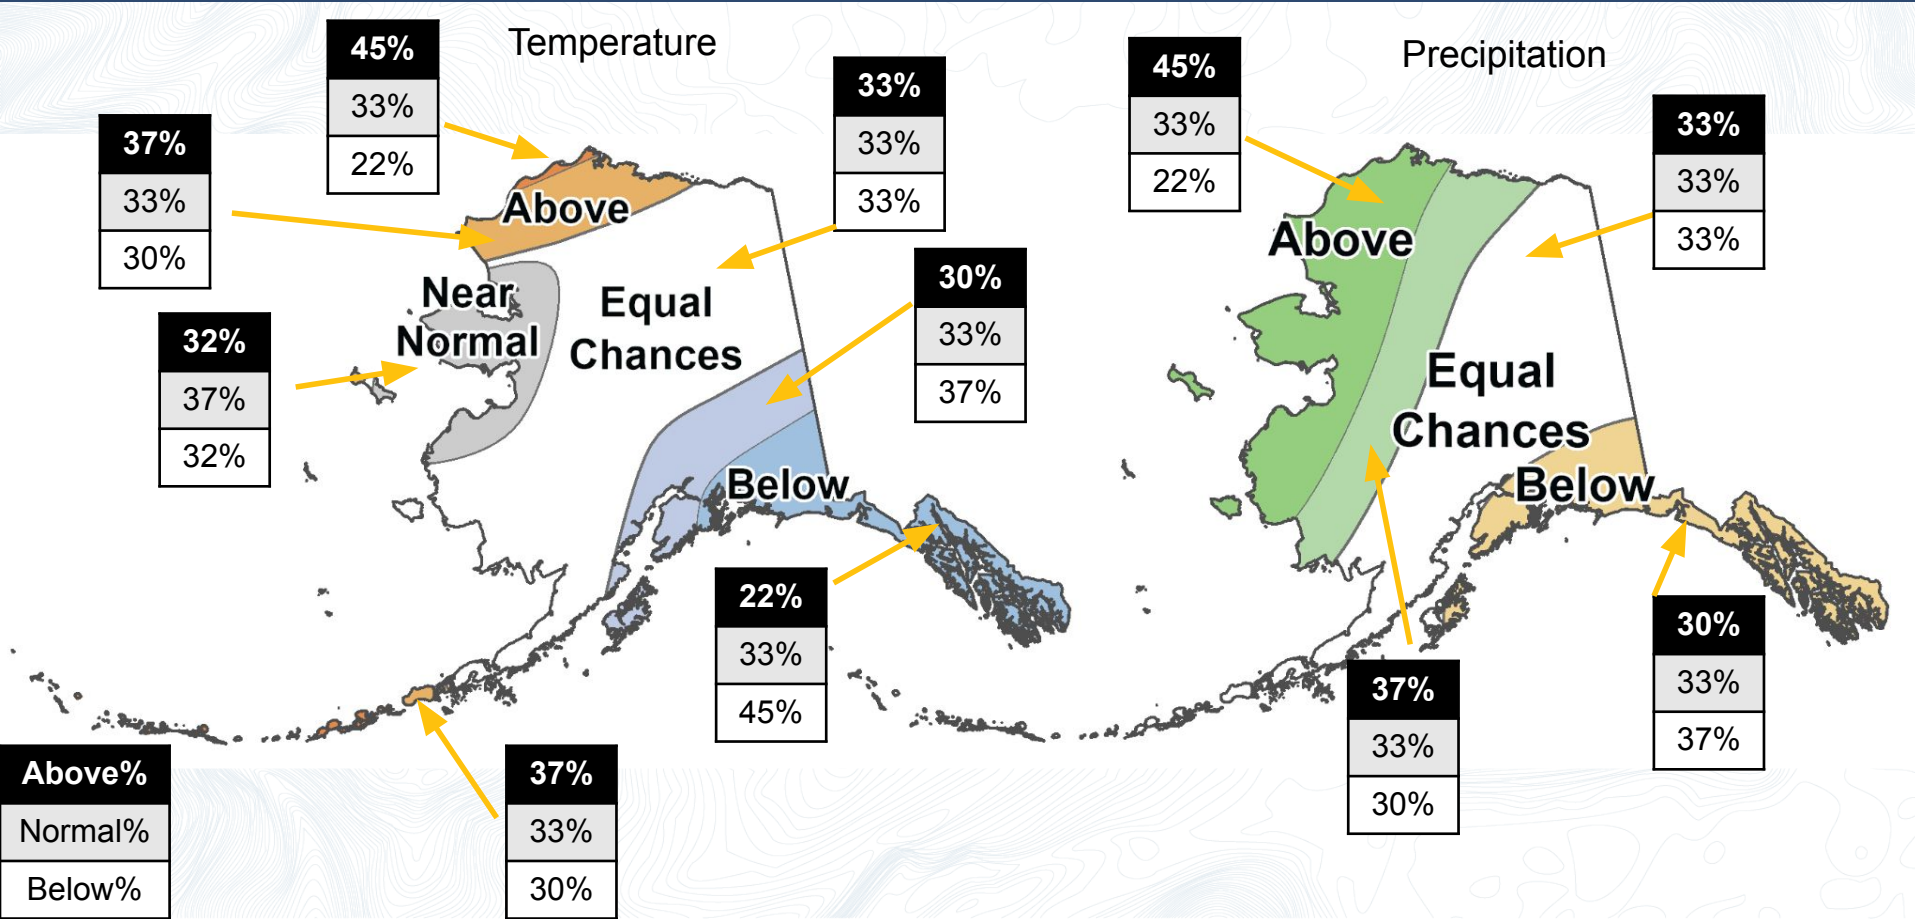 Temperature
45%
33%
22%
37%
33%
30%
33%
33%
33%
Above
Near
Normal
Equal
Chances
32%
37%
32%
30%
33%
37%
Below
22%
33%
45%
37%
33%
30%
Above%
Normal%
Below%
Precipitation
45%
33%
22%
33%
33%
33%
Above
Equal
Chances
Below
37%
33%
30%
30%
33%
37%